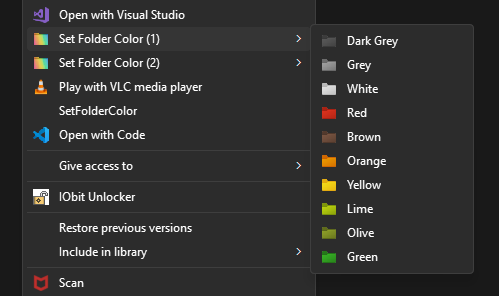 Open with Visual Studio
Set Folder Color (1)
Set Folder Color (2)
Play with VLC media player
SetFolderColor
Open with Code
Give access to
IObit Unlocker
Restore previous versions
Include in library
Scan
Dark Grey
Grey
White
Red
Brown
Orange
Yellow
Lime
Olive
Green